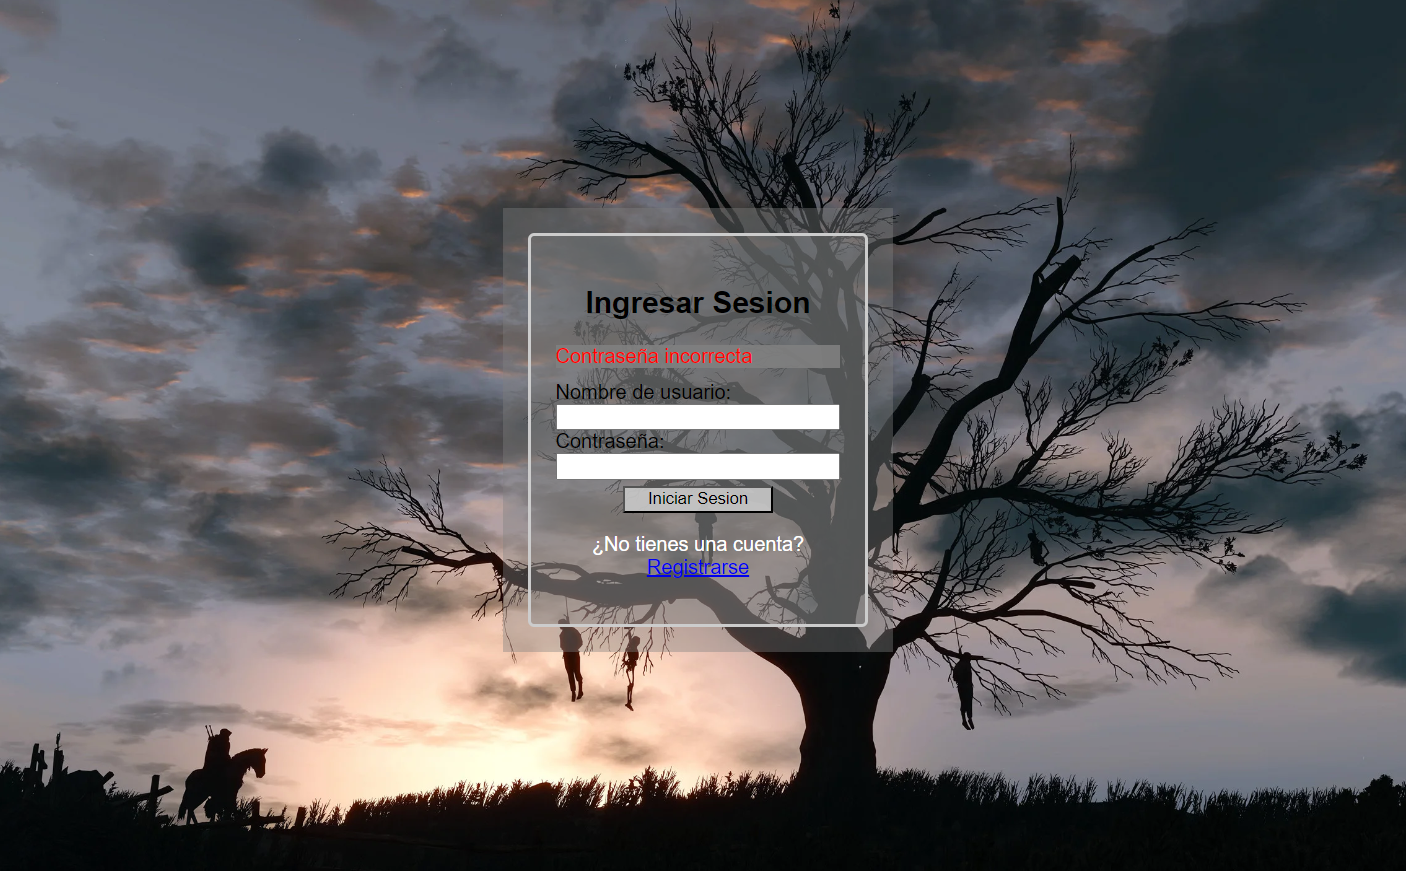 Ingresar Sesion
Contraseña incorrecta
Nombre de usuario:
Contraseña:
Iniciar Sesion
¿No tienes una cuenta?
Registrarse